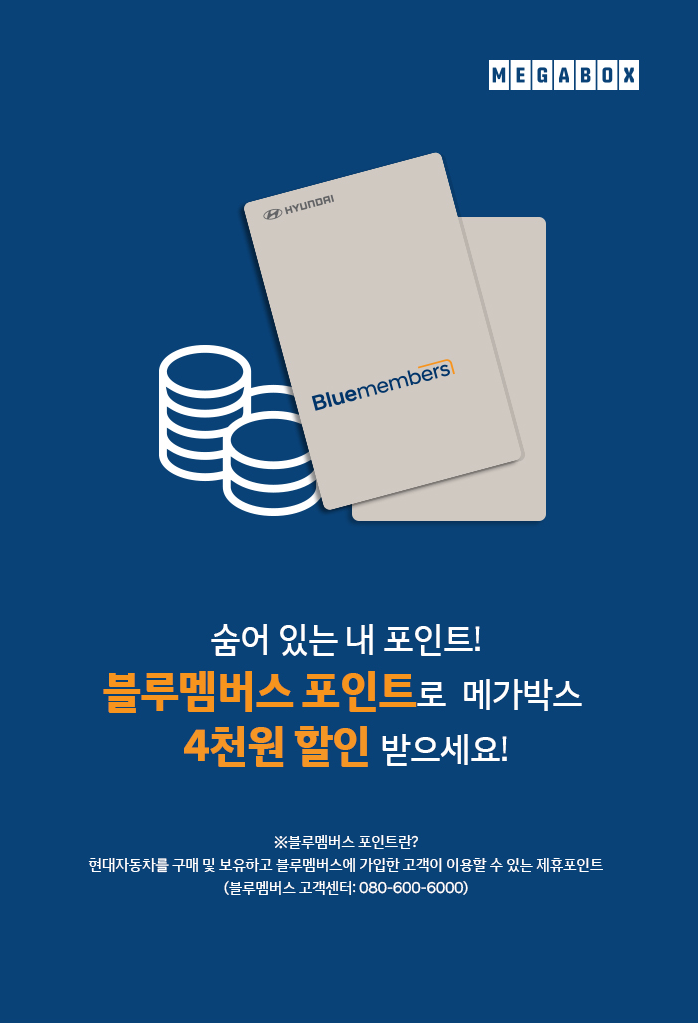 MEGABOX
HYUNDAI
Bluemembers
숨어 있는 내 포인트!
블루멤버스 포인트로 메가박스
4천원 할인 받으세요!
※블루멤버스 포인트란?
현대자동차를 구매 및 보유하고 블루멤버스에 가입한 고객이 이용할 수 있는 제휴포인트
(블루멤버스 고객센터: 080-600-6000)